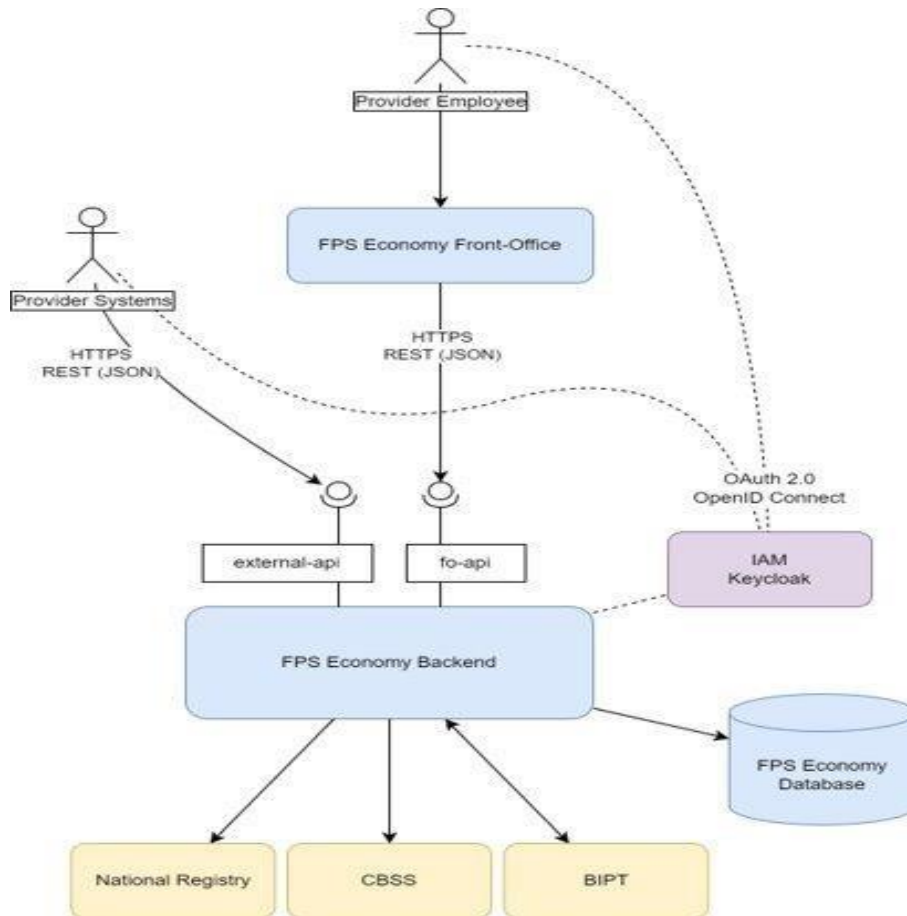 Provider Employee
FPS Economy Front-Office
Provider Systems
HTTPS
REST (JSON)
HTTPS
REST (JSON)
OAuth 2.0
OpenID Connect
external-api
fo-api
IAM
Keycloak
FPS Economy Backend
FPS Economy
Database
National Registry
CBSS
BIPT